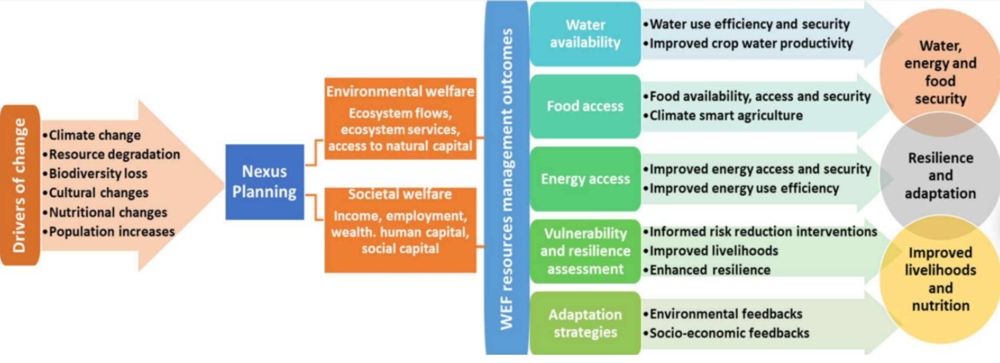 Drivers of change
•Climate change
•Resource degradation
•Biodiversity loss
•Cultural changes
•Nutritional changes
•Population increases
Nexus
Planning
Environmental welfare
Ecosystem flows,
ecosystem services,
access to natural capital
Societal welfare
Income, employment,
wealth. human capital,
social capital
WEF resources management outcomes
Water
availability
•Water use efficiency and security
•Improved crop water productivity
Food access
•Food availability, access and security
•Climate smart agriculture
Energy access
•Improved energy access and security
•Improved energy use efficiency
Vulnerability
and resilience
assessment
•Informed risk reduction interventions
•Improved livelihoods
•Enhanced resilience
Adaptation
strategies
•Environmental feedbacks
•Socio-economic feedbacks
Water,
energy and
food
security
Resilience
and
adaptation
Improved
livelihoods
and
nutrition